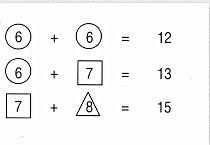 6 + 6 = 12
6 + 7 = 13
7 + 8 = 15